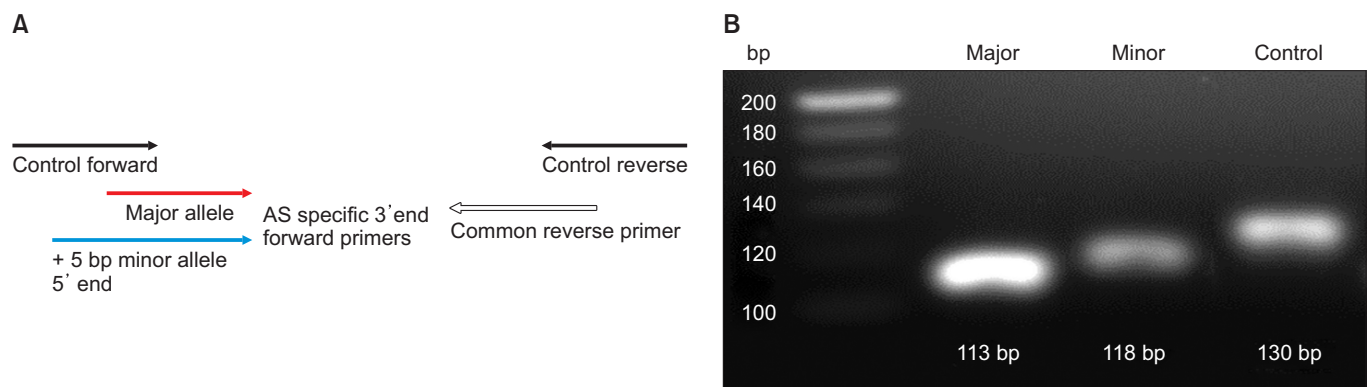 A
Control forward
Control reverse
Major allele
AS specific 3'end
forward primers
Common reverse primer
+ 5 bp minor allele
5' end
B
bp
Major
Minor
Control
200
180
160
140
120
100
113 bp
118 bp
130 bp